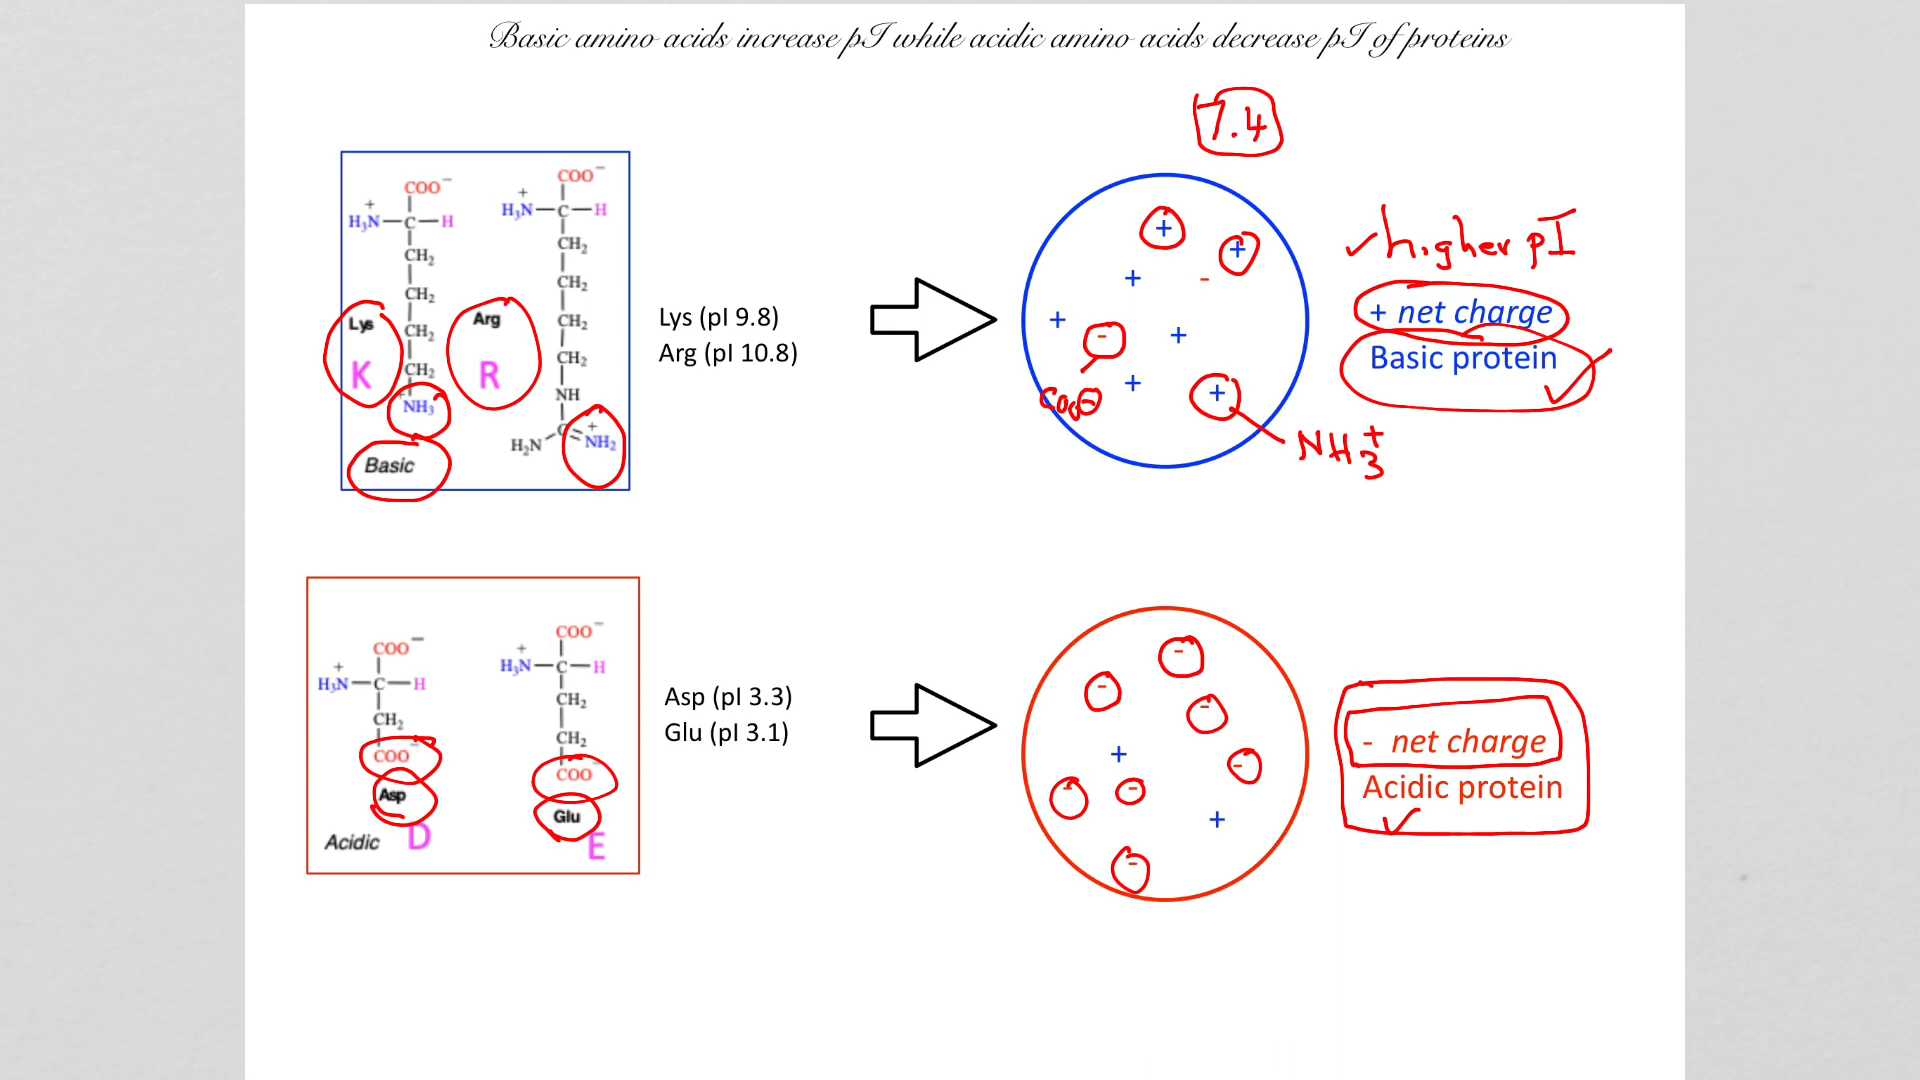 Basic amino acids increase pI while acidic amino acids decrease pI of proteins
7.4
COO⁻
H₃N⁺—C—H
CH₂
CH₂
CH₂
CH₂
⁺NH₃
Lys
K
Basic
COO⁻
H₃N⁺—C—H
CH₂
CH₂
CH₂
CH₂
NH
H₂N C=NH₂⁺
Arg
R
Lys (pI 9.8)
Arg (pI 10.8)
+ +
+ -
+ - +
+ +
COO⊖
NH₃⁺
✓higher pI
+ net charge
Basic protein
COO⁻
H₃N⁺—C—H
CH₂
COO⁻
Asp
D
Acidic
COO⁻
H₃N⁺—C—H
CH₂
CH₂
COO⁻
Glu
E
Asp (pI 3.3)
Glu (pI 3.1)
-
- -
+ -
- -
+
-
- net charge
Acidic protein